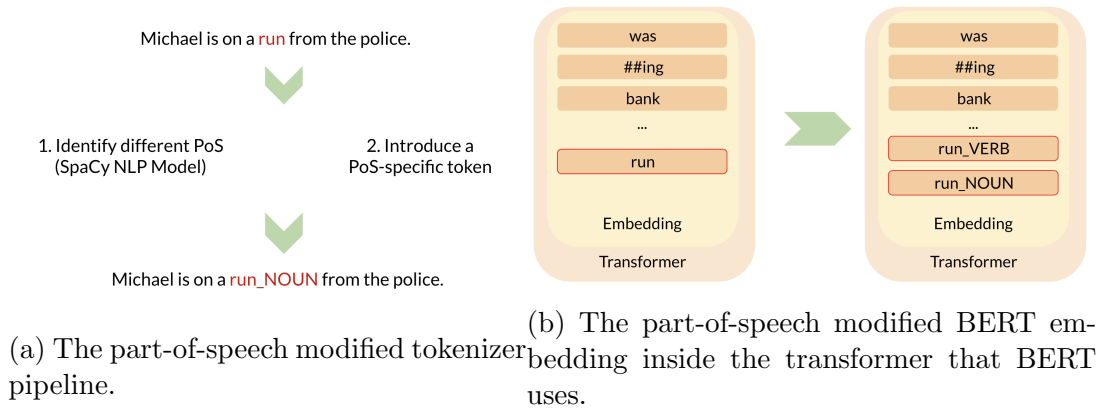 Michael is on a run from the police.
1. Identify different PoS
(SpaCy NLP Model)
2. Introduce a
PoS-specific token
Michael is on a run_NOUN from the police.
(a) The part-of-speech modified tokenizer
pipeline.
was
##ing
bank
...
run
Embedding
Transformer
was
##ing
bank
...
run_VERB
run_NOUN
Embedding
Transformer
(b) The part-of-speech modified BERT em-
bedding inside the transformer that BERT
uses.